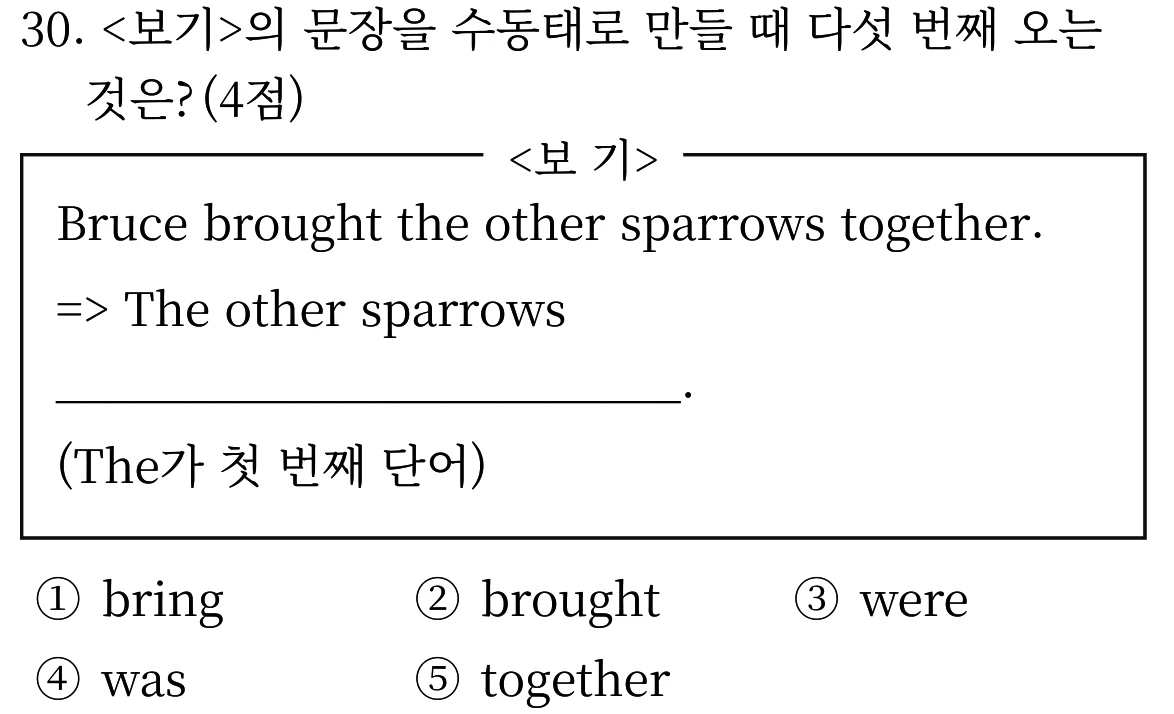 30. <보기>의 문장을 수동태로 만들 때 다섯 번째 오는
것은?(4점)
<보 기>
Bruce brought the other sparrows together.
=> The other sparrows
.
(The가 첫 번째 단어)
① bring ② brought ③ were
④ was ⑤ together